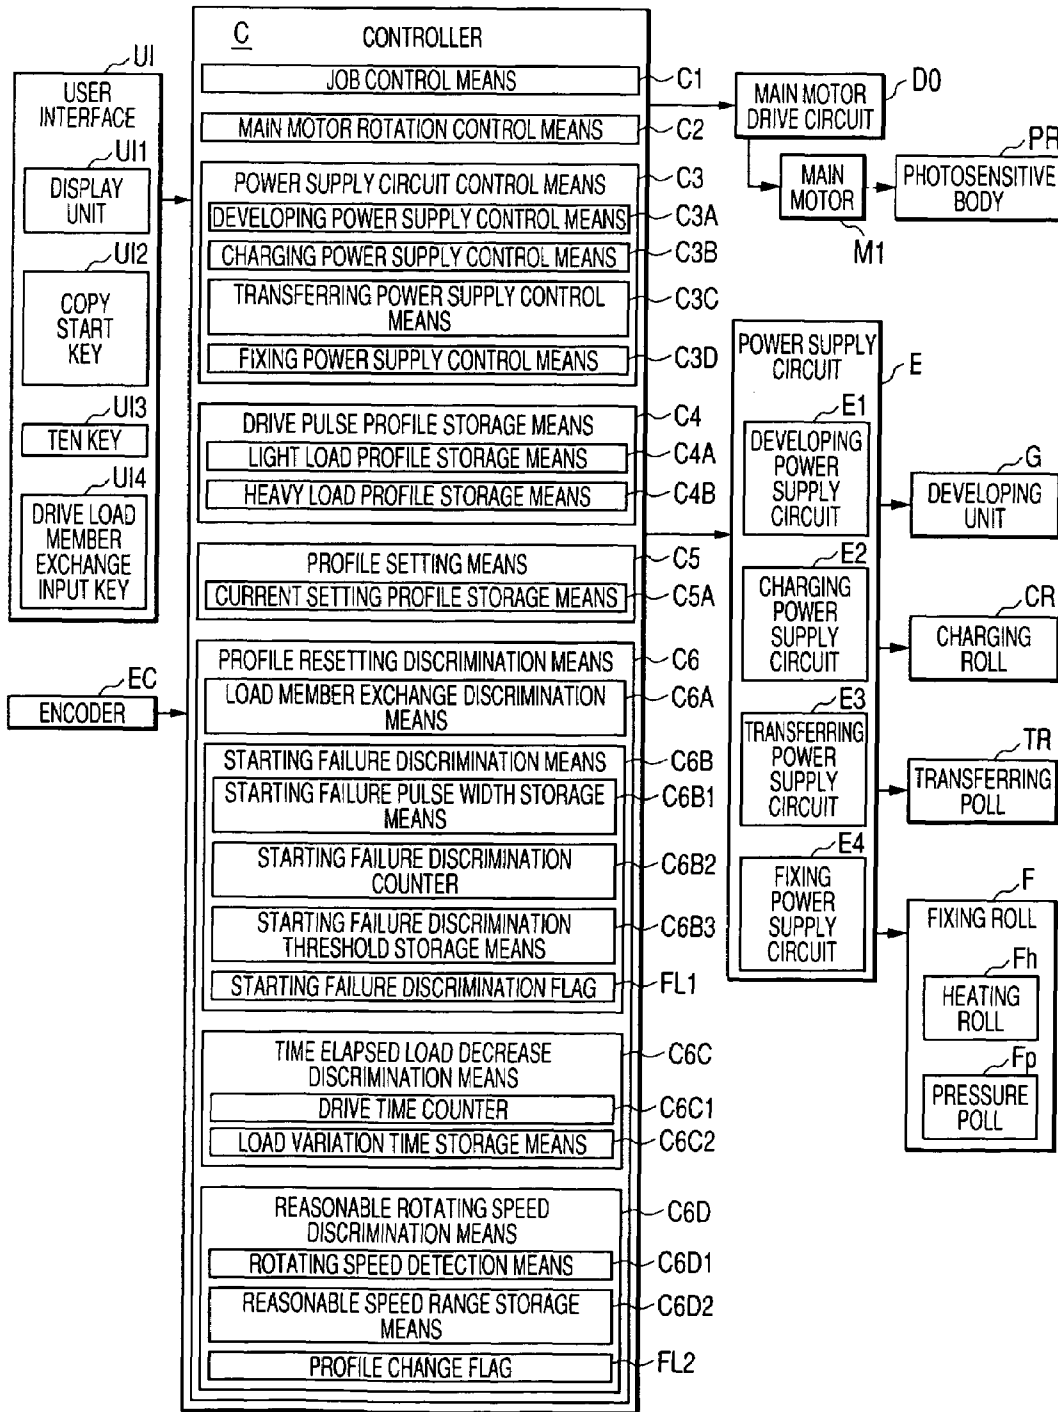 UI
USER
INTERFACE
UI1
DISPLAY
UNIT
UI2
COPY
START
KEY
UI3
TEN KEY
UI4
DRIVE LOAD
MEMBER
EXCHANGE
INPUT KEY
EC
ENCODER
C
CONTROLLER
JOB CONTROL MEANS
C1
MAIN MOTOR ROTATION CONTROL MEANS
C2
POWER SUPPLY CIRCUIT CONTROL MEANS
C3
DEVELOPING POWER SUPPLY CONTROL MEANS
C3A
CHARGING POWER SUPPLY CONTROL MEANS
C3B
TRANSFERRING POWER SUPPLY CONTROL
MEANS
C3C
FIXING POWER SUPPLY CONTROL MEANS
C3D
DRIVE PULSE PROFILE STORAGE MEANS
C4
LIGHT LOAD PROFILE STORAGE MEANS
C4A
HEAVY LOAD PROFILE STORAGE MEANS
C4B
PROFILE SETTING MEANS
C5
CURRENT SETTING PROFILE STORAGE MEANS
C5A
PROFILE RESETTING DISCRIMINATION MEANS
C6
LOAD MEMBER EXCHANGE DISCRIMINATION
MEANS
C6A
STARTING FAILURE DISCRIMINATION MEANS
C6B
STARTING FAILURE PULSE WIDTH STORAGE
MEANS
C6B1
STARTING FAILURE DISCRIMINATION
COUNTER
C6B2
STARTING FAILURE DISCRIMINATION
THRESHOLD STORAGE MEANS
C6B3
STARTING FAILURE DISCRIMINATION FLAG
FL1
TIME ELAPSED LOAD DECREASE
DISCRIMINATION MEANS
C6C
DRIVE TIME COUNTER
C6C1
LOAD VARIATION TIME STORAGE MEANS
C6C2
REASONABLE ROTATING SPEED
DISCRIMINATION MEANS
C6D
ROTATING SPEED DETECTION MEANS
C6D1
REASONABLE SPEED RANGE STORAGE
MEANS
C6D2
PROFILE CHANGE FLAG
FL2
D0
MAIN MOTOR
DRIVE CIRCUIT
MAIN
MOTOR
M1
PR
PHOTOSENSITIVE
BODY
POWER SUPPLY
CIRCUIT
E
E1
DEVELOPING
POWER
SUPPLY
CIRCUIT
E2
CHARGING
POWER
SUPPLY
CIRCUIT
E3
TRANSFERRING
POWER
SUPPLY
CIRCUIT
E4
FIXING
POWER
SUPPLY
CIRCUIT
G
DEVELOPING
UNIT
CR
CHARGING
ROLL
TR
TRANSFERRING
POLL
F
FIXING ROLL
Fh
HEATING
ROLL
Fp
PRESSURE
POLL